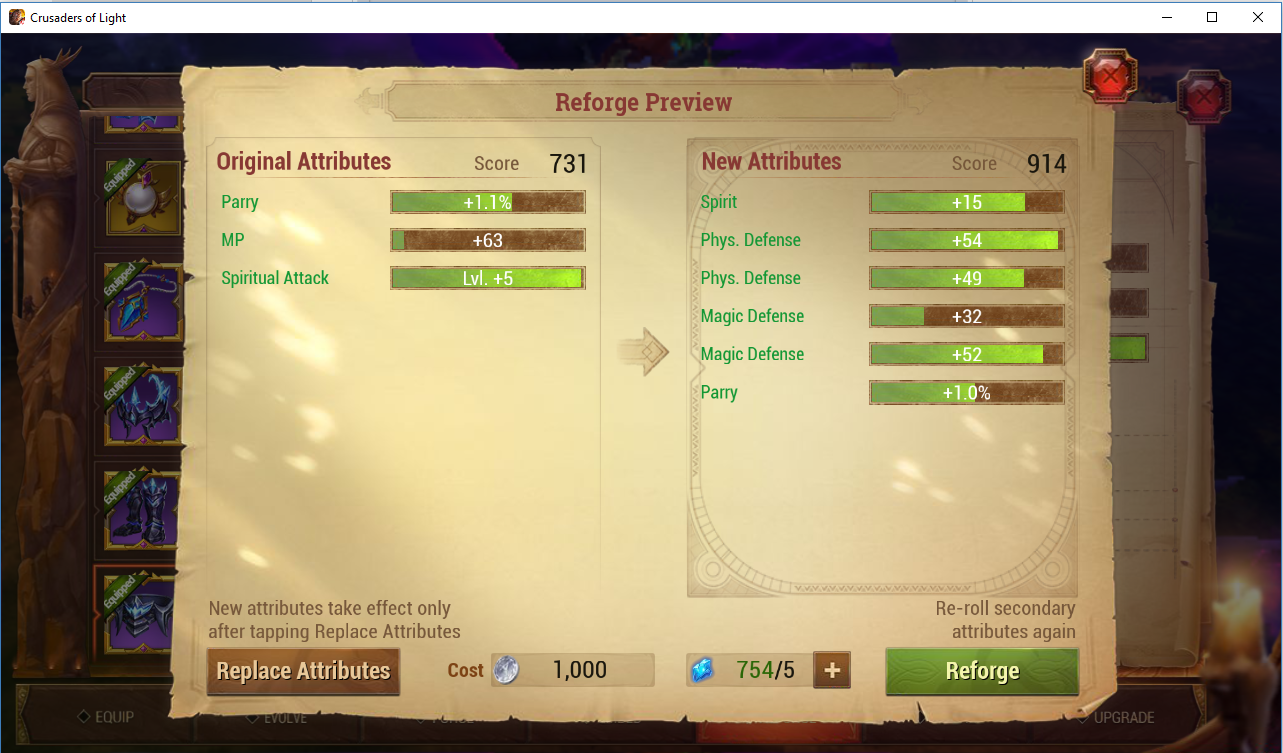 Crusaders of Light
Reforge Preview
Original Attributes Score 731
Parry +1.1%
MP +63
Spiritual Attack Lvl. +5
New Attributes Score 914
Spirit +15
Phys. Defense +54
Phys. Defense +49
Magic Defense +32
Magic Defense +52
Parry +1.0%
Equipped
Equipped
Equipped
Equipped
Equipped
New attributes take effect only
after tapping Replace Attributes
Re-roll secondary
attributes again
Replace Attributes Cost 1,000 754/5 + Reforge
EQUIP EVOLVE UPGRADE